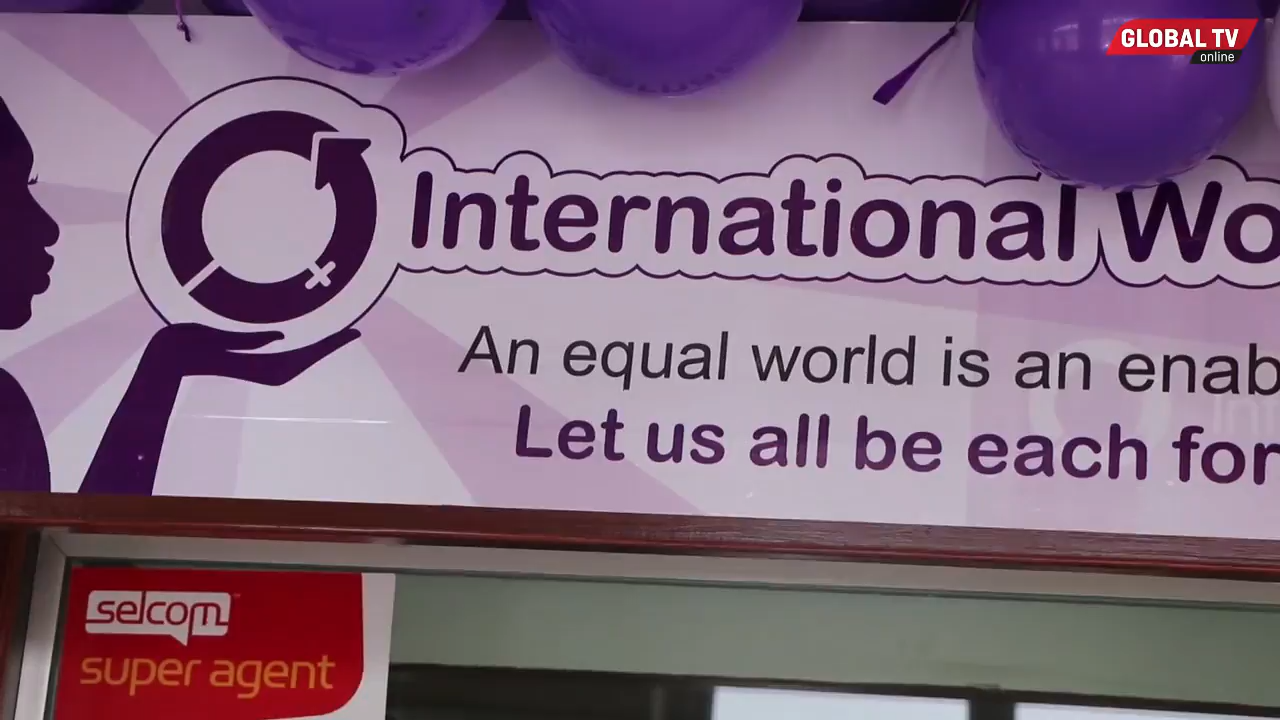 GLOBAL TV
online
International Wo
An equal world is an enab
Let us all be each for
selcom
super agent